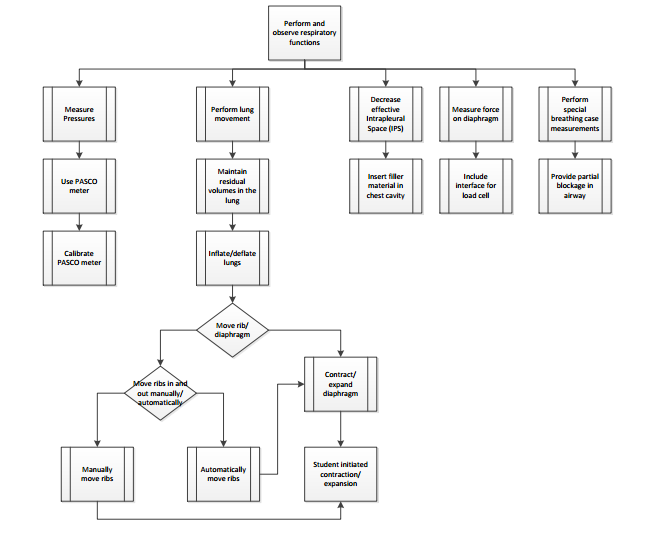 Perform and
observe respiratory
functions
Measure
Pressures
Perform lung
movement
Decrease
effective
Intrapleural
Space (IPS)
Measure force
on diaphragm
Perform
special
breathing case
measurements
Use PASCO
meter
Maintain
residual
volumes in the
lung
Insert filler
material in
chest cavity
Include
interface for
load cell
Provide partial
blockage in
airway
Calibrate
PASCO meter
Inflate/deflate
lungs
Move rib/
diaphragm
Move ribs in and
out manually/
automatically
Contract/
expand
diaphragm
Manually
move ribs
Automatically
move ribs
Student initiated
contraction/
expansion